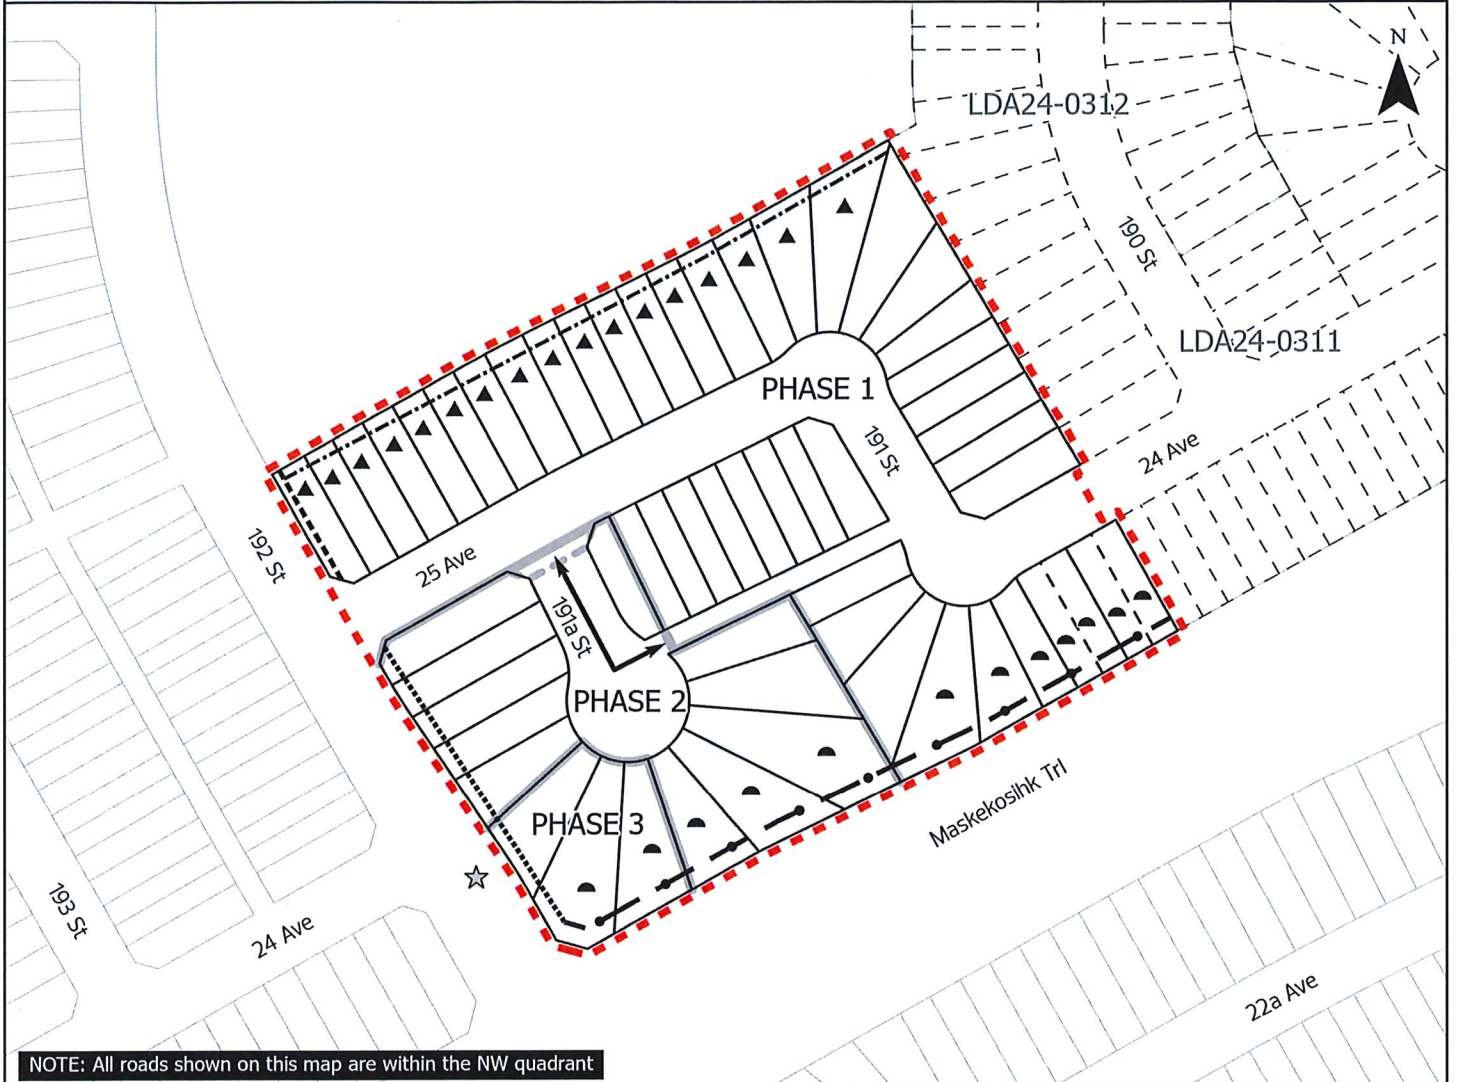 N
LDA24-0312
190 St
LDA24-0311
PHASE 1
191 St
24 Ave
192 St
25 Ave
191a St
PHASE 2
PHASE 3
Maskekosihk Trl
193 St
24 Ave
22a Ave
NOTE: All roads shown on this map are within the NW quadrant